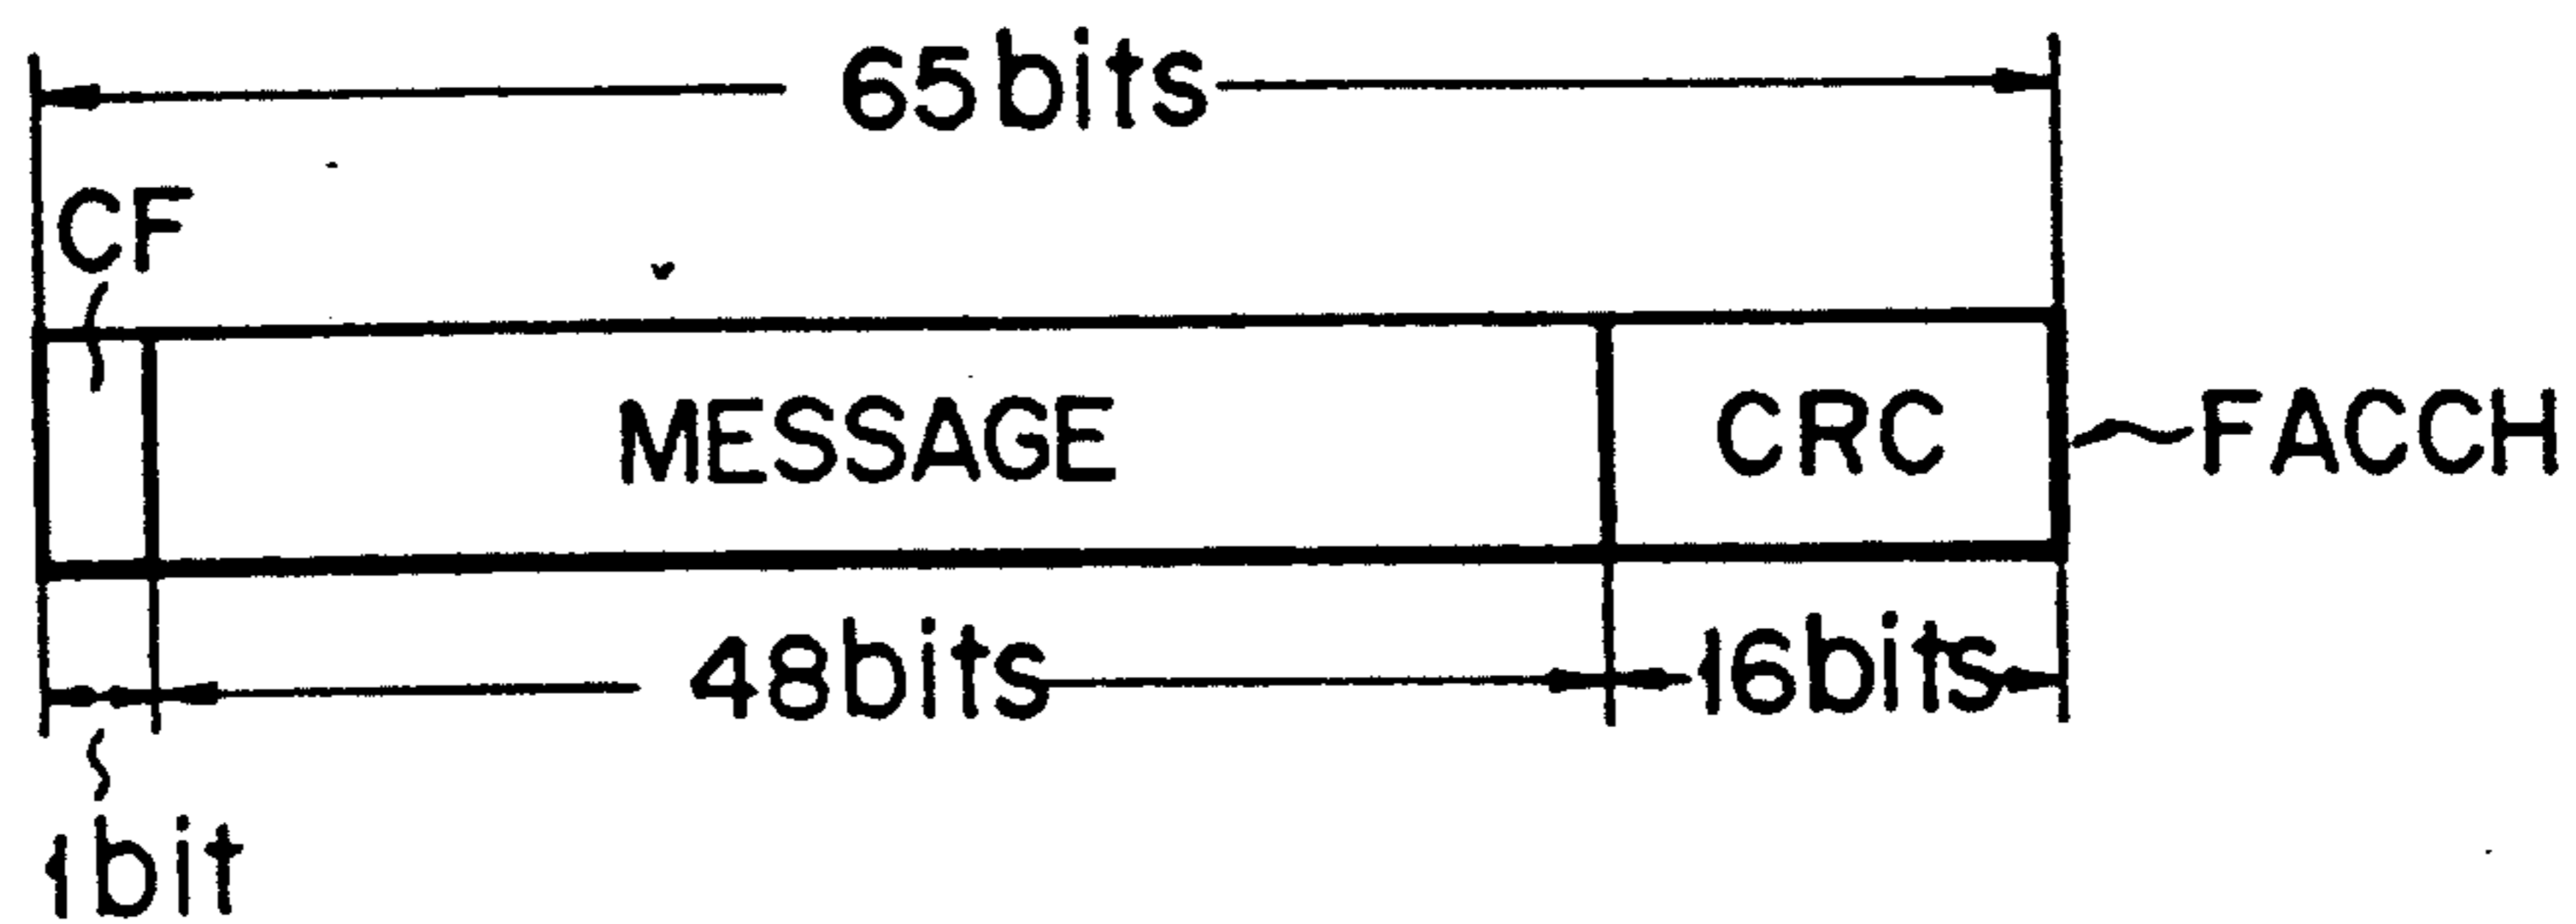 65bits
CF
MESSAGE CRC FACCH
48bits 16bits
1bit